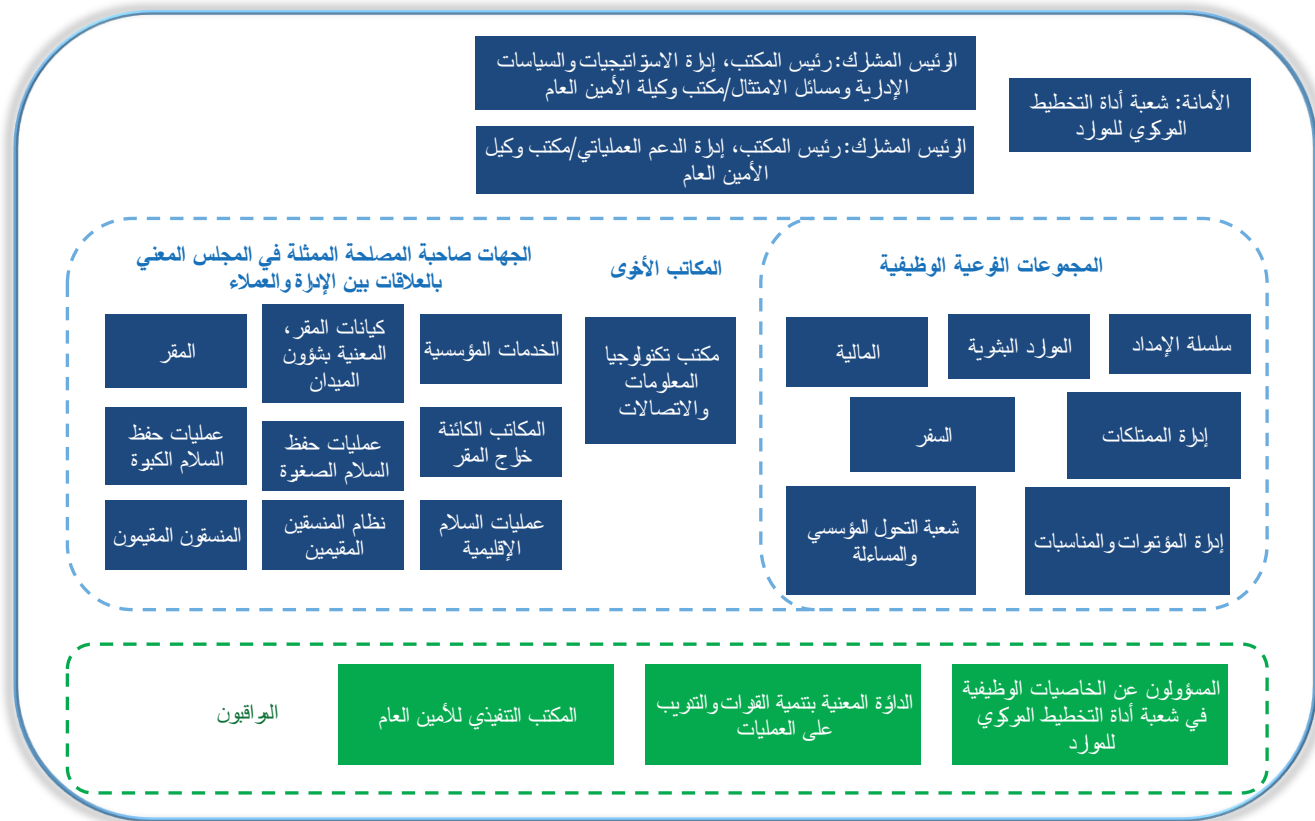 الرئيس المشارك: رئيس المكتب، إدارة الاستراتيجيات والسياسات
الإدارية ومسائل الامتثال/مكتب وكيلة الأمين العام
الأمانة: شعبة أداة التخطيط
المركزي للموارد
الرئيس المشارك: رئيس المكتب، إدارة الدعم العملياتي/مكتب وكيل
الأمين العام
المجموعات الفرعية الوظيفية
سلسلة الإمداد
الموارد البشرية
المالية
إدارة الممتلكات
السفر
إدارة المؤتمرات والمناسبات
شعبة التحول المؤسسي
والمساءلة
المكاتب الأخرى
مكتب تكنولوجيا
المعلومات
والاتصالات
الجهات صاحبة المصلحة الممثلة في المجلس المعني
بالعلاقات بين الإدارة والعملاء
الخدمات المؤسسية
كيانات المقر،
المعنية بشؤون
الميدان
المقر
المكاتب الكائنة
خارج المقر
عمليات حفظ
السلام الصغيرة
عمليات حفظ
السلام الكبيرة
عمليات السلام
الإقليمية
نظام المنسقين
المقيمين
المنسقون المقيمون
المسؤولون عن الخاصيات الوظيفية
في شعبة أداة التخطيط المركزي
للموارد
الدائرة المعنية بتنمية القدرات والتدريب
على العمليات
المكتب التنفيذي للأمين العام
المراقبون